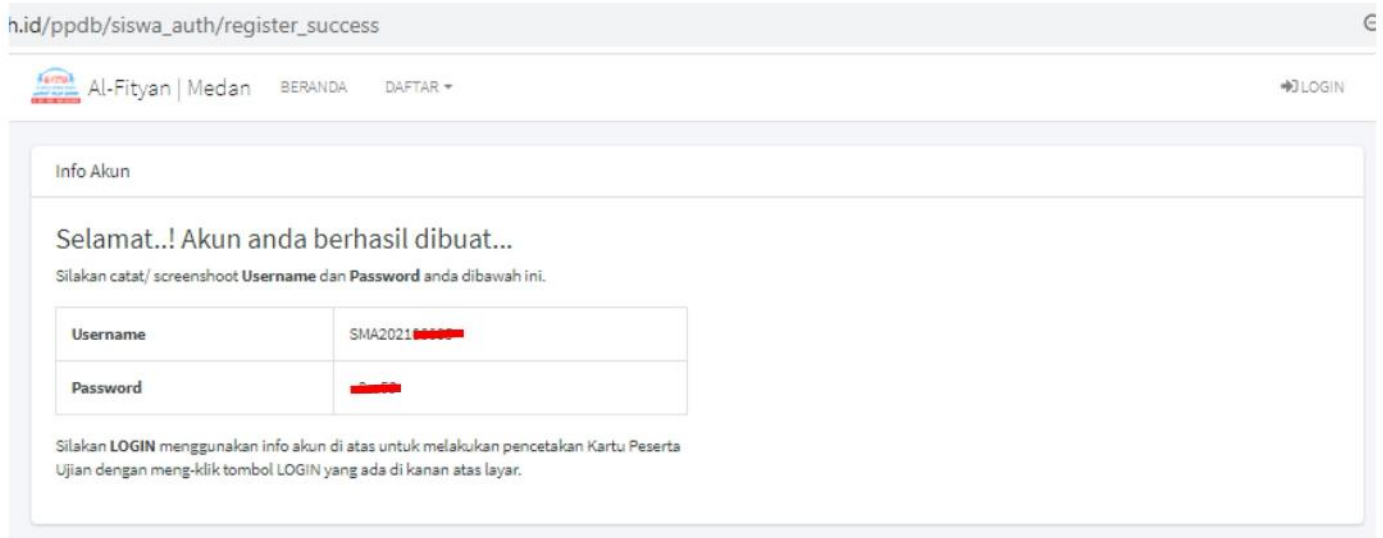 h.id/ppdb/siswa_auth/register_success
Al-Fityan | Medan BERANDA DAFTAR LOGIN
Info Akun
Selamat..! Akun anda berhasil dibuat...
Silakan catat/ screenshoot Username dan Password anda dibawah ini.
Username SMA2021
Password
Silakan LOGIN menggunakan info akun di atas untuk melakukan pencetakan Kartu Peserta
Ujian dengan meng-klik tombol LOGIN yang ada di kanan atas layar.